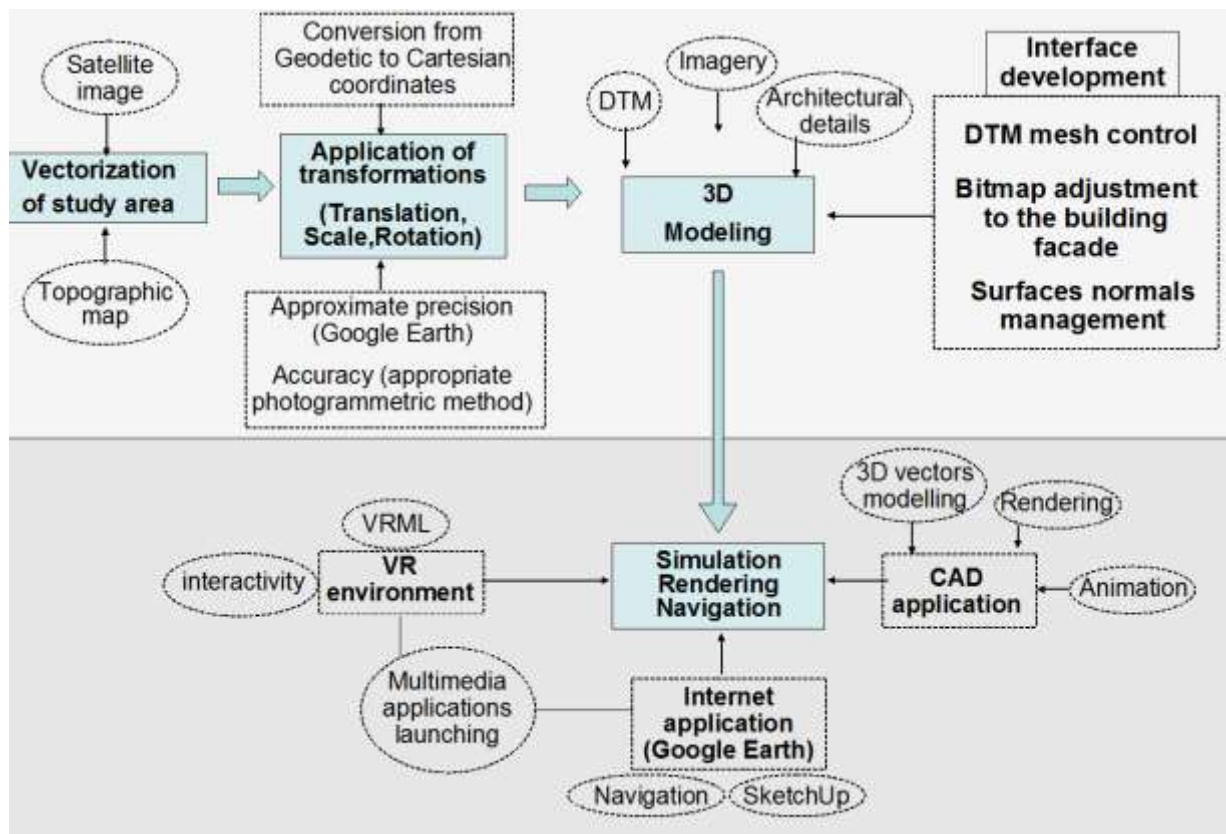 Satellite
image
Conversion from
Geodetic to Cartesian
coordinates
Imagery
DTM
Architectural
details
Interface
development
Vectorization
of study area
Application of
transformations
(Translation,
Scale,Rotation)
3D
Modeling
DTM mesh control
Bitmap adjustment
to the building
facade
Surfaces normals
management
Topographic
map
Approximate precision
(Google Earth)
Accuracy (appropriate
photogrammetric method)
3D vectors
modelling
Rendering
VRML
interactivity
VR
environment
Simulation
Rendering
Navigation
CAD
application
Animation
Multimedia
applications
launching
Internet
application
(Google Earth)
Navigation
SketchUp